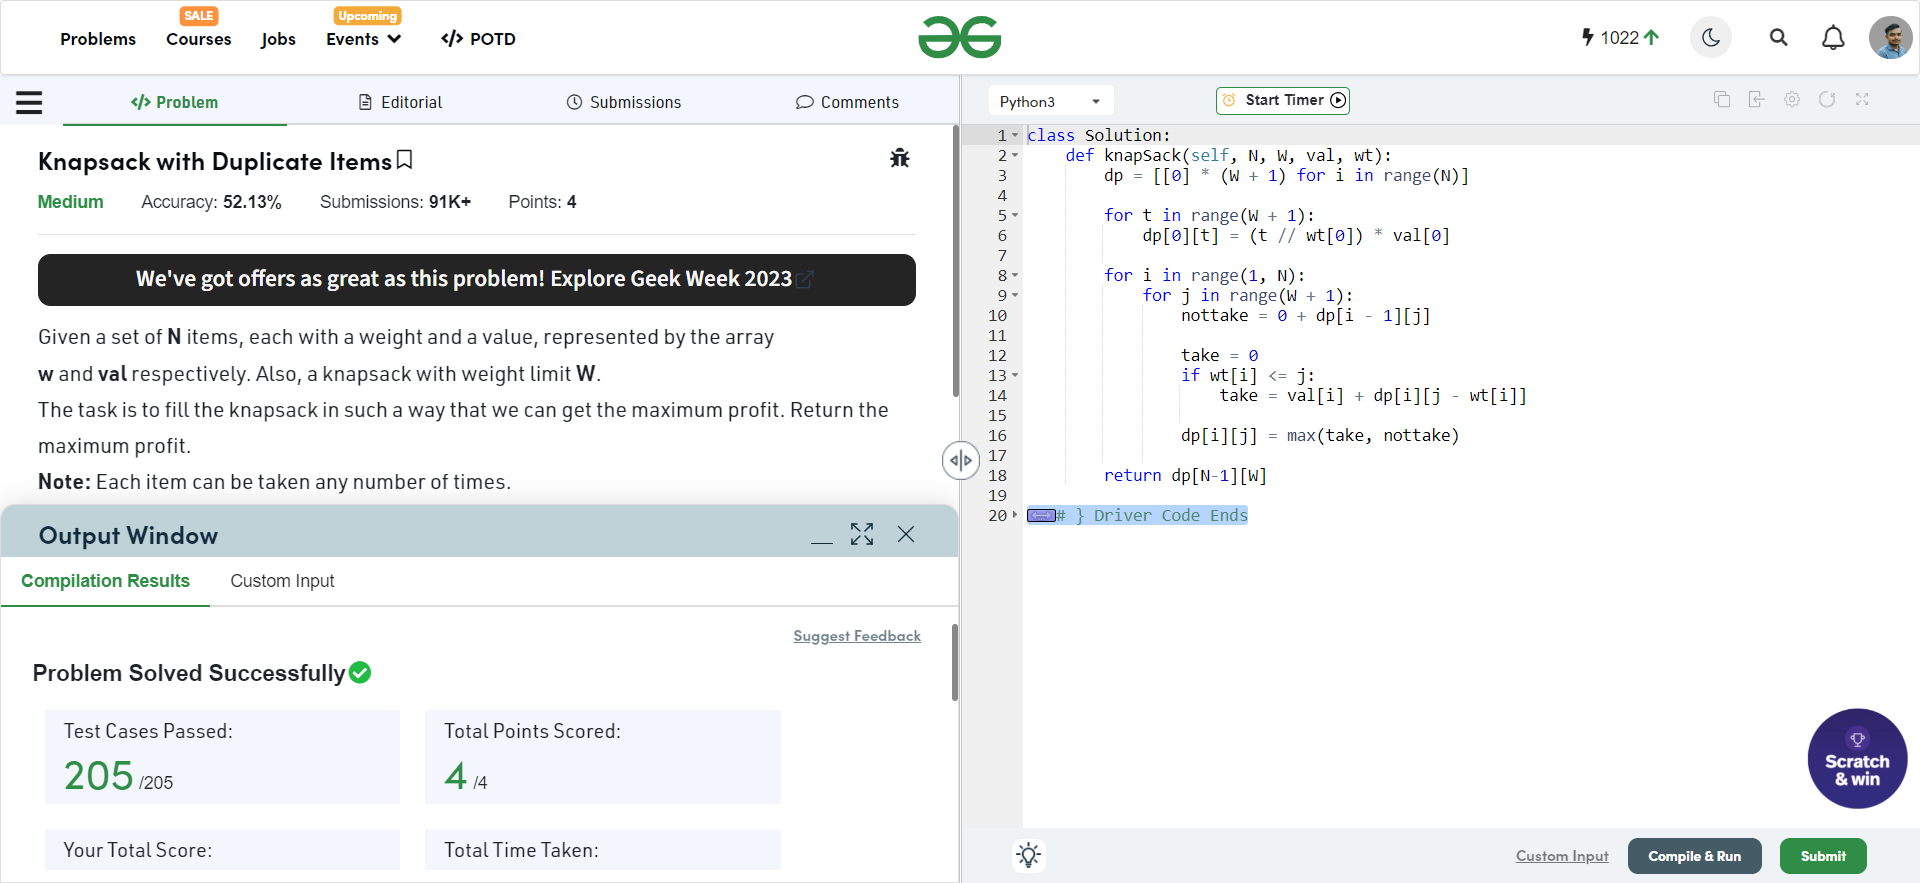 SALE
Upcoming
Problems Courses Jobs Events </> POTD
1022
</> Problem Editorial Submissions Comments
Knapsack with Duplicate Items
Medium Accuracy: 52.13% Submissions: 91K+ Points: 4
We've got offers as great as this problem! Explore Geek Week 2023
Given a set of N items, each with a weight and a value, represented by the array
w and val respectively. Also, a knapsack with weight limit W.
The task is to fill the knapsack in such a way that we can get the maximum profit. Return the
maximum profit.
Note: Each item can be taken any number of times.
Output Window
Compilation Results Custom Input
Suggest Feedback
Problem Solved Successfully
Test Cases Passed:
205 /205
Total Points Scored:
4 /4
Your Total Score:
Total Time Taken:
Python3
Start Timer
1 class Solution:
2 def knapSack(self, N, W, val, wt):
3 dp = [[0] * (W + 1) for i in range(N)]
4
5 for t in range(W + 1):
6 dp[0][t] = (t // wt[0]) * val[0]
7
8 for i in range(1, N):
9 for j in range(W + 1):
10 nottake = 0 + dp[i - 1][j]
11
12 take = 0
13 if wt[i] <= j:
14 take = val[i] + dp[i][j - wt[i]]
15
16 dp[i][j] = max(take, nottake)
17
18 return dp[N-1][W]
19
20 # } Driver Code Ends
Scratch
& win
Custom Input
Compile & Run
Submit